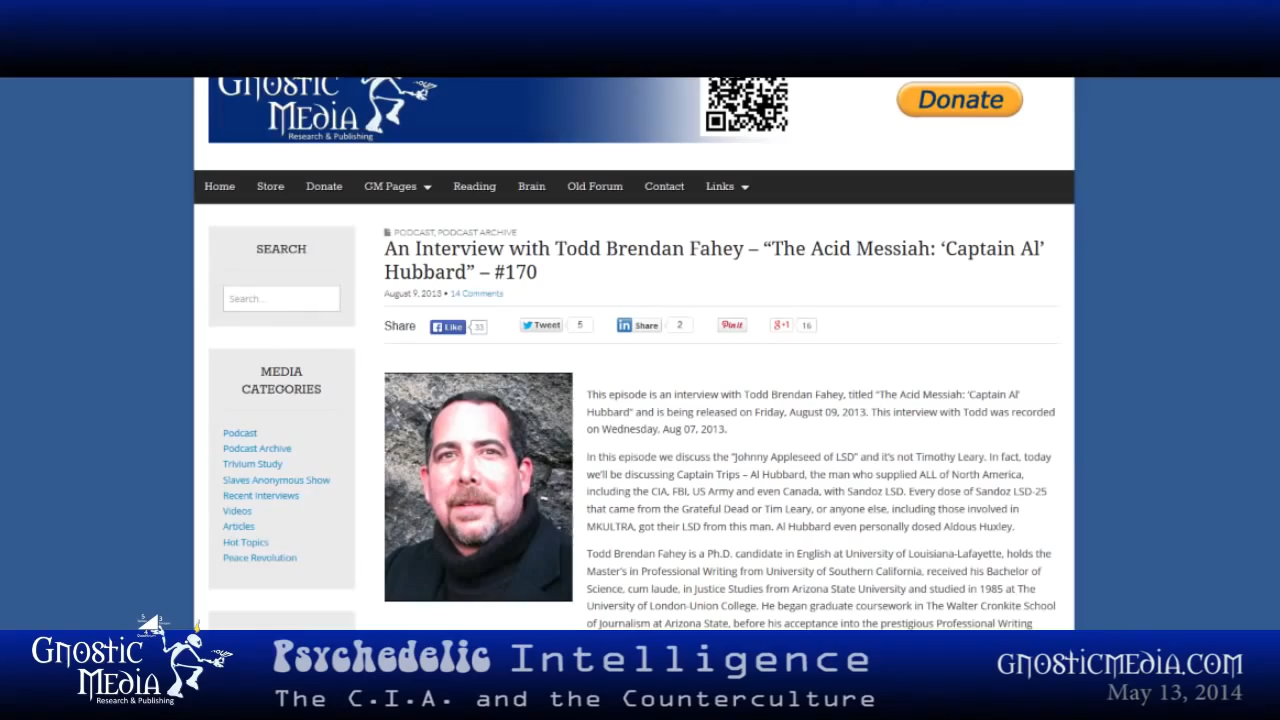 GNOSTIC
MEDIA
Research & Publishing
Donate
Home Store Donate GM Pages Reading Brain Old Forum Contact Links
SEARCH
Search...
MEDIA
CATEGORIES
Podcast
Podcast Archive
Trivium Study
Slaves Anonymous Show
Recent Interviews
Videos
Articles
Hot Topics
Peace Revolution
PODCAST, PODCAST ARCHIVE
An Interview with Todd Brendan Fahey – “The Acid Messiah: ‘Captain Al’
Hubbard” – #170
August 9, 2013 • 14 Comments
Share Like 33 Tweet 5 in Share 2 Pin it g+1 16
This episode is an interview with Todd Brendan Fahey, titled “The Acid Messiah: ‘Captain Al’
Hubbard” and is being released on Friday, August 09, 2013. This interview with Todd was recorded
on Wednesday, Aug 07, 2013.
In this episode we discuss the “Johnny Appleseed of LSD” and it’s not Timothy Leary. In fact, today
we’ll be discussing Captain Trips – Al Hubbard, the man who supplied ALL of North America,
including the CIA, FBI, US Army and even Canada, with Sandoz LSD. Every dose of Sandoz LSD-25
that came from the Grateful Dead or Tim Leary, or anyone else, including those involved in
MKULTRA, got their LSD from this man, Al Hubbard even personally dosed Aldous Huxley.
Todd Brendan Fahey is a Ph.D. candidate in English at University of Louisiana-Lafayette, holds the
Master’s in Professional Writing from University of Southern California, received his Bachelor of
Science, cum laude, in Justice Studies from Arizona State University and studied in 1985 at The
University of London-Union College. He began graduate coursework in The Walter Cronkite School
of Journalism at Arizona State, before his acceptance into the prestigious Professional Writing
GNOSTIC
MEDIA
Research & Publishing
Psychedelic Intelligence
The C.I.A. and the Counterculture
GNOSTICMEDIA.COM
May 13, 2014